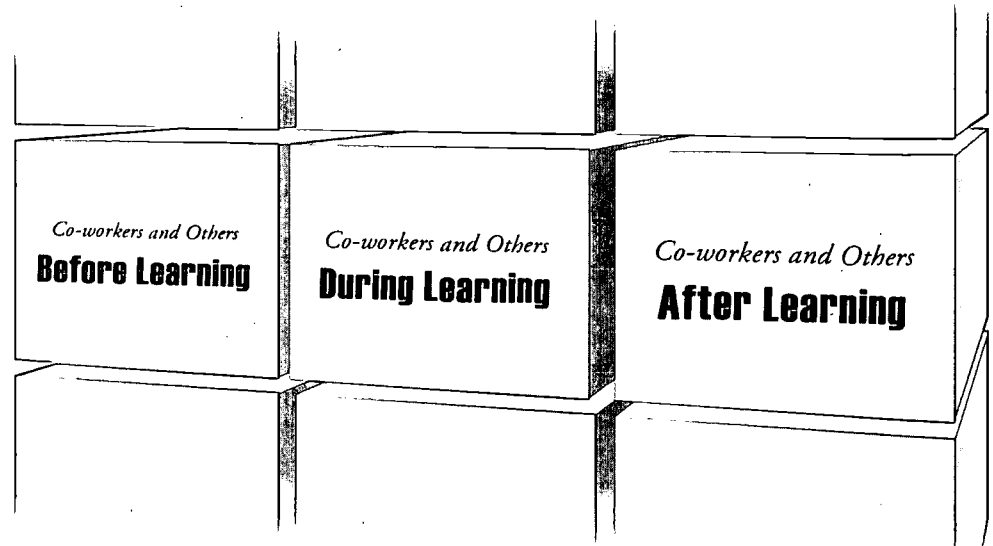 Co-workers and Others
Before Learning
Co-workers and Others
During Learning
Co-workers and Others
After Learning